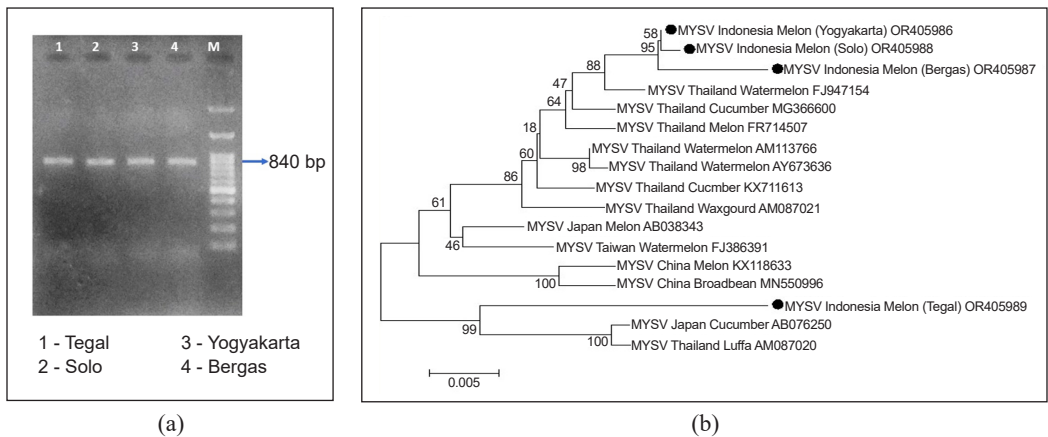 1 2 3 4 M
840 bp
1 - Tegal 3 - Yogyakarta
2 - Solo 4 - Bergas
(a)
58
MYSV Indonesia Melon (Yogyakarta) OR405986
95
MYSV Indonesia Melon (Solo) OR405988
88
MYSV Indonesia Melon (Bergas) OR405987
47
MYSV Thailand Watermelon FJ947154
64
MYSV Thailand Cucumber MG366600
18
MYSV Thailand Melon FR714507
MYSV Thailand Watermelon AM113766
60
98
MYSV Thailand Watermelon AY673636
86
MYSV Thailand Cucmber KX711613
61
MYSV Thailand Waxgourd AM087021
MYSV Japan Melon AB038343
46
MYSV Taiwan Watermelon FJ386391
MYSV China Melon KX118633
100
MYSV China Broadbean MN550996
MYSV Indonesia Melon (Tegal) OR405989
99
MYSV Japan Cucumber AB076250
100
MYSV Thailand Luffa AM087020
0.005
(b)